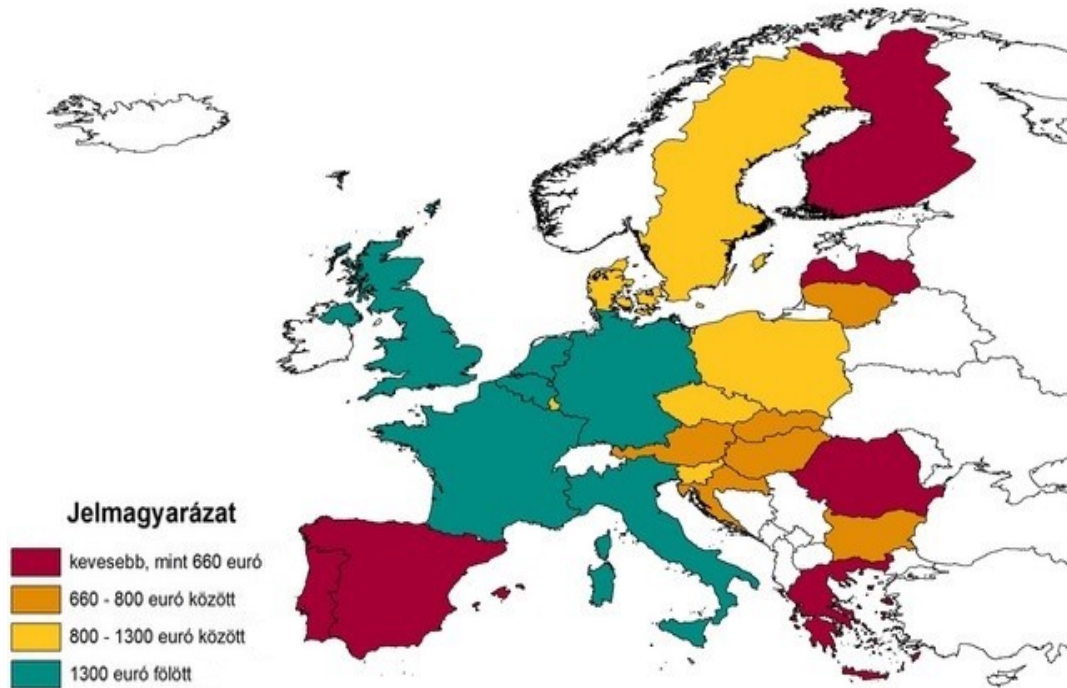 Jelmagyarázat
kevesebb, mint 660 euró
660 - 800 euró között
800 - 1300 euró között
1300 euró fölött